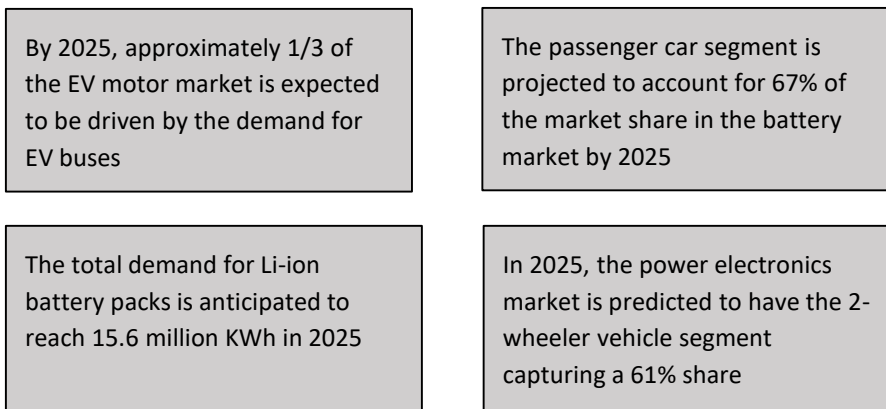 By 2025, approximately 1/3 of
the EV motor market is expected
to be driven by the demand for
EV buses
The passenger car segment is
projected to account for 67% of
the market share in the battery
market by 2025
The total demand for Li-ion
battery packs is anticipated to
reach 15.6 million KWh in 2025
In 2025, the power electronics
market is predicted to have the 2-
wheeler vehicle segment
capturing a 61% share